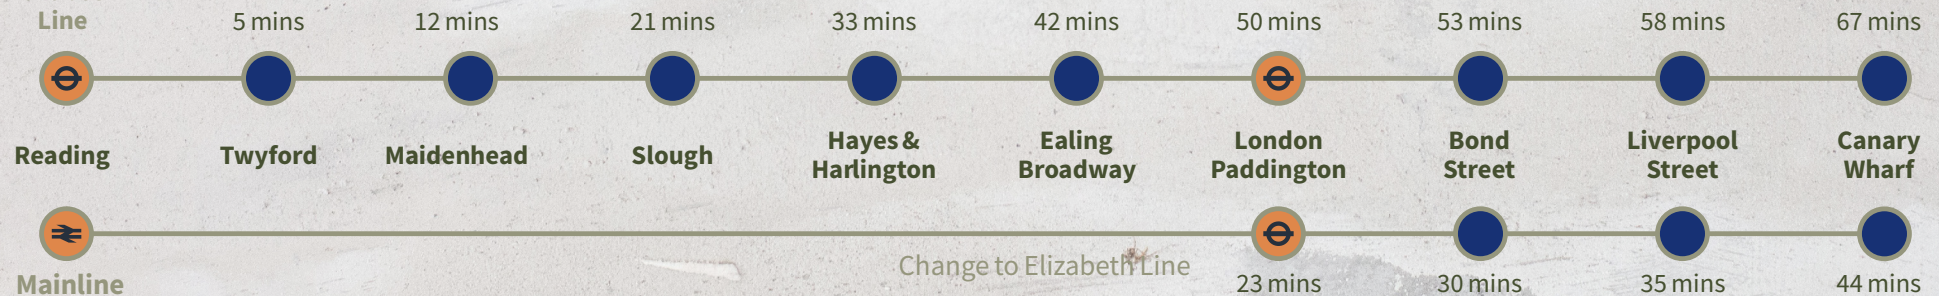 Line
5 mins
12 mins
21 mins
33 mins
42 mins
50 mins
53 mins
58 mins
67 mins
Reading
Twyford
Maidenhead
Slough
Hayes &
Harlington
Ealing
Broadway
London
Paddington
Bond
Street
Liverpool
Street
Canary
Wharf
Mainline
Change to Elizabeth Line
23 mins
30 mins
35 mins
44 mins